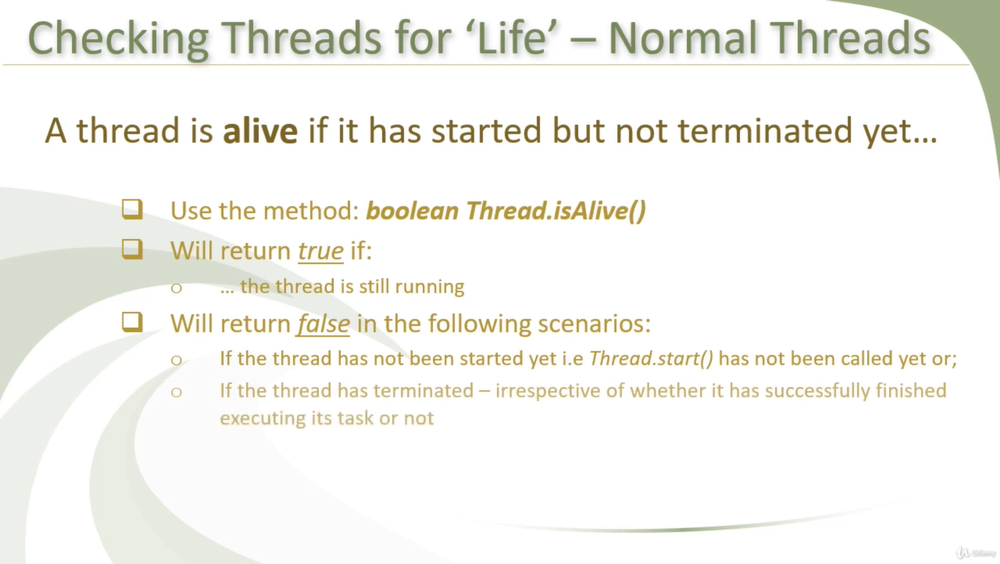 Checking Threads for ‘Life’ – Normal Threads
A thread is alive if it has started but not terminated yet...
Use the method: boolean Thread.isAlive()
Will return true if:
... the thread is still running
Will return false in the following scenarios:
If the thread has not been started yet i.e Thread.start() has not been called yet or;
If the thread has terminated – irrespective of whether it has successfully finished
executing its task or not
Udemy